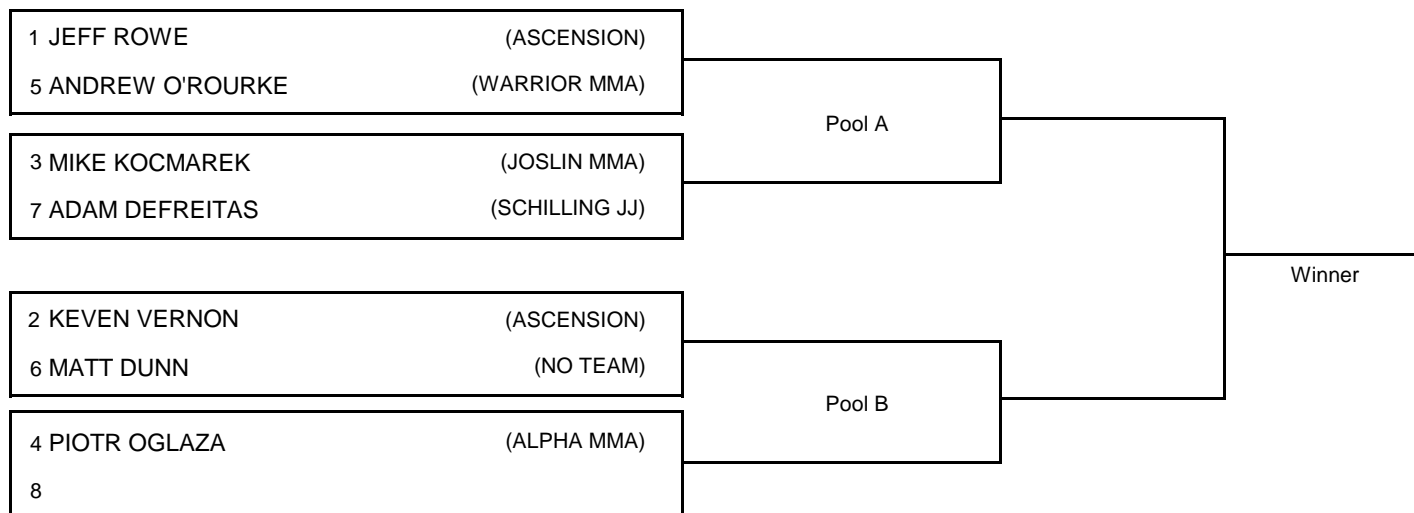 1 JEFF ROWE (ASCENSION)
5 ANDREW O'ROURKE (WARRIOR MMA)
Pool A
3 MIKE KOCMAREK (JOSLIN MMA)
7 ADAM DEFREITAS (SCHILLING JJ)
Winner
2 KEVEN VERNON (ASCENSION)
6 MATT DUNN (NO TEAM)
Pool B
4 PIOTR OGLAZA (ALPHA MMA)
8